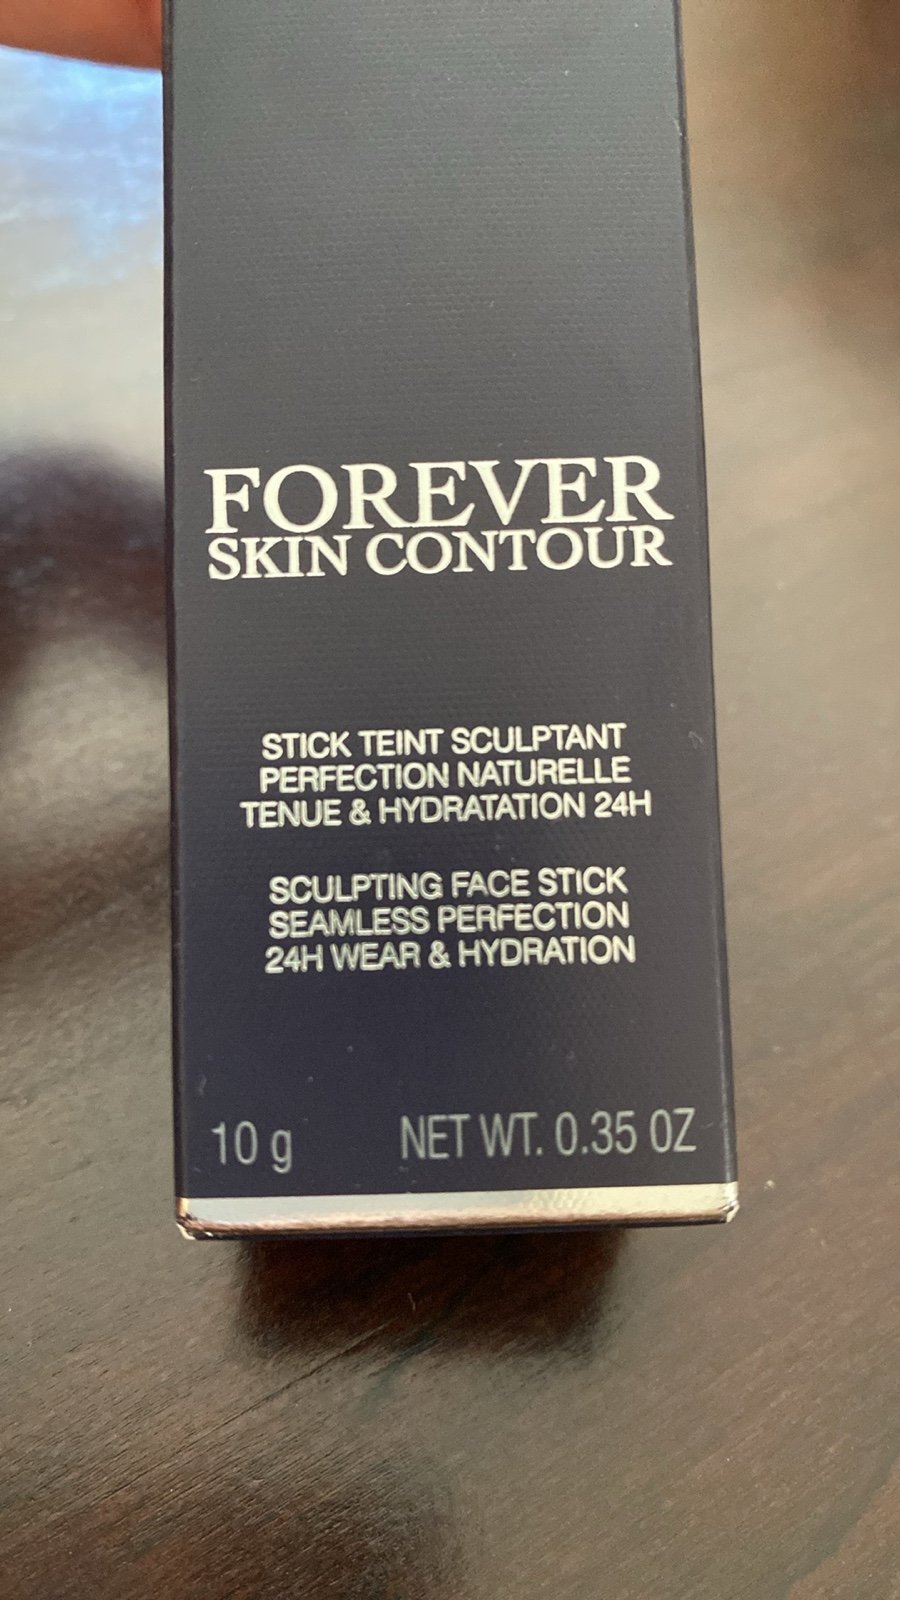 FOREVER
SKIN CONTOUR
STICK TEINT SCULPTANT
PERFECTION NATURELLE
TENUE & HYDRATATION 24H
SCULPTING FACE STICK
SEAMLESS PERFECTION
24H WEAR & HYDRATION
10 g NET WT. 0.35 OZ